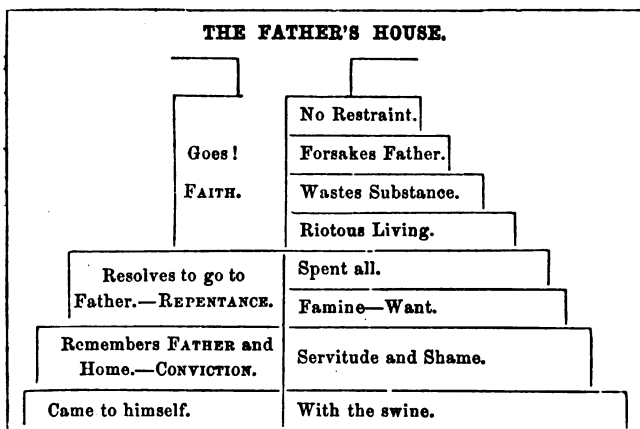 THE FATHER'S HOUSE.
No Restraint.
Goes!
Forsakes Father.
FAITH.
Wastes Substance.
Riotous Living.
Resolves to go to
Father.—REPENTANCE.
Spent all.
Famine—Want.
Remembers FATHER and
Home.—CONVICTION.
Servitude and Shame.
Came to himself.
With the swine.